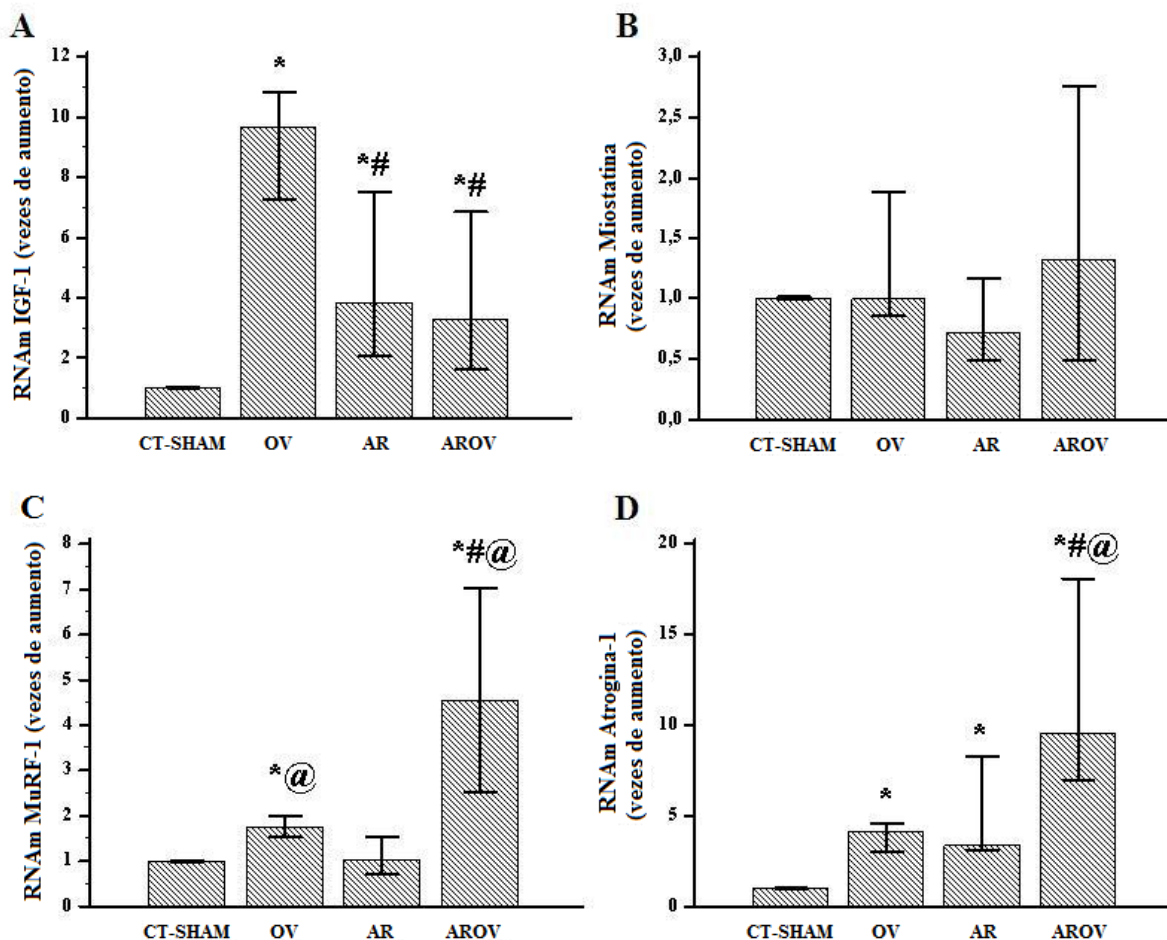 A
RNAm IGF-1 (vezes de aumento)
12
10
8
6
4
2
0
*
*#
*#
CT-SHAM OV AR AROV
B
RNAm Miostatina
(vezes de aumento)
3,0
2,5
2,0
1,5
1,0
0,5
0,0
CT-SHAM OV AR AROV
C
RNAm MuRF-1 (vezes de aumento)
8
7
6
5
4
3
2
1
0
*@
*#@
CT-SHAM OV AR AROV
D
RNAm Atrogina-1
(vezes de aumento)
20
15
10
5
0
*
*
*#@
CT-SHAM OV AR AROV